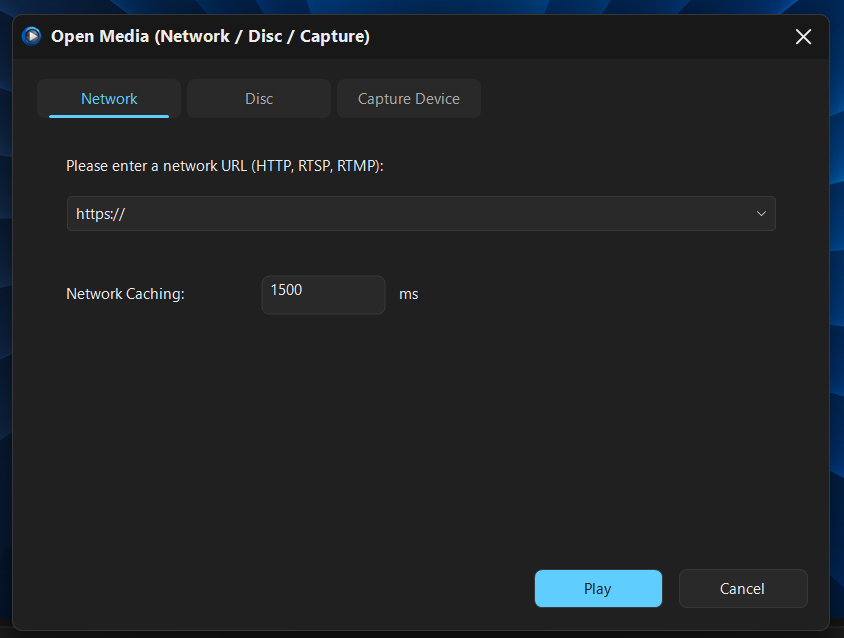 Open Media (Network / Disc / Capture)
Network Disc Capture Device
Please enter a network URL (HTTP, RTSP, RTMP):
https://
Network Caching: 1500 ms
Play Cancel